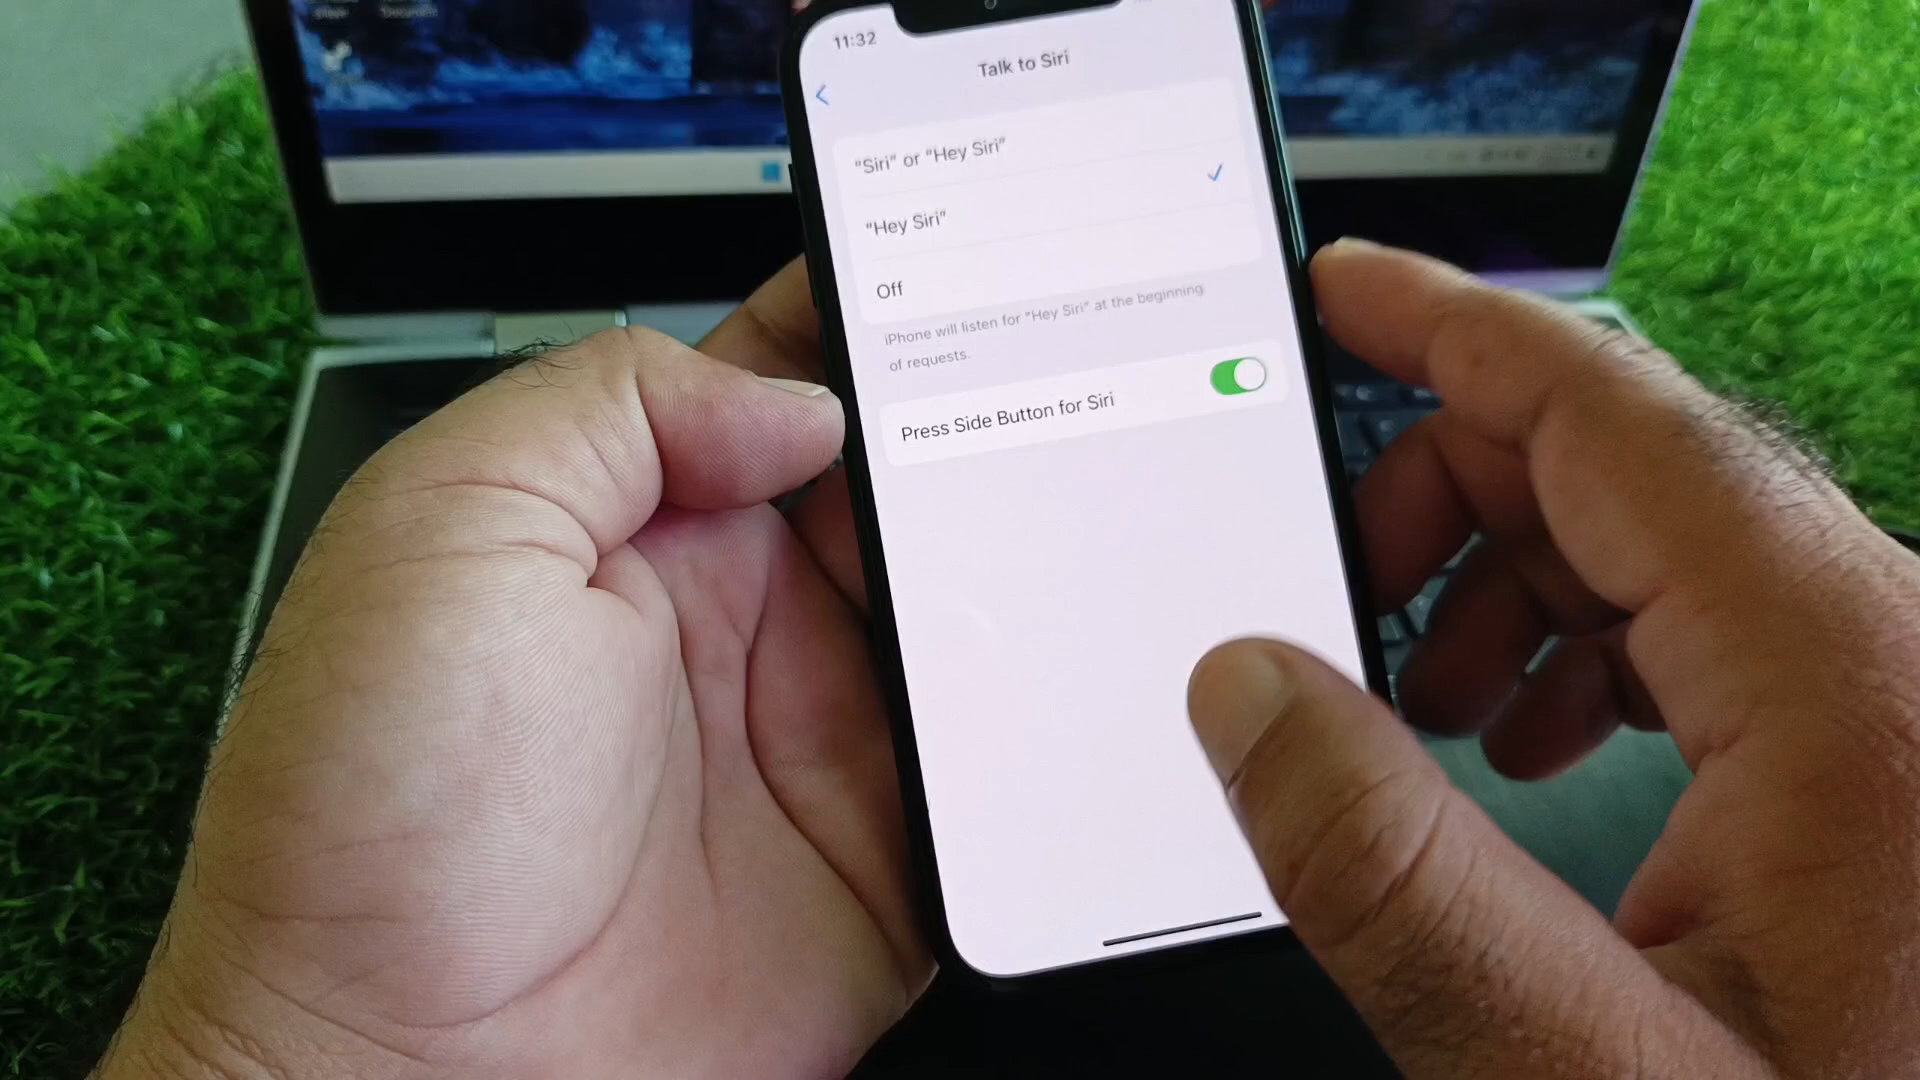 11:32
Talk to Siri
"Siri" or "Hey Siri"
"Hey Siri"
Off
iPhone will listen for "Hey Siri" at the beginning
of requests.
Press Side Button for Siri